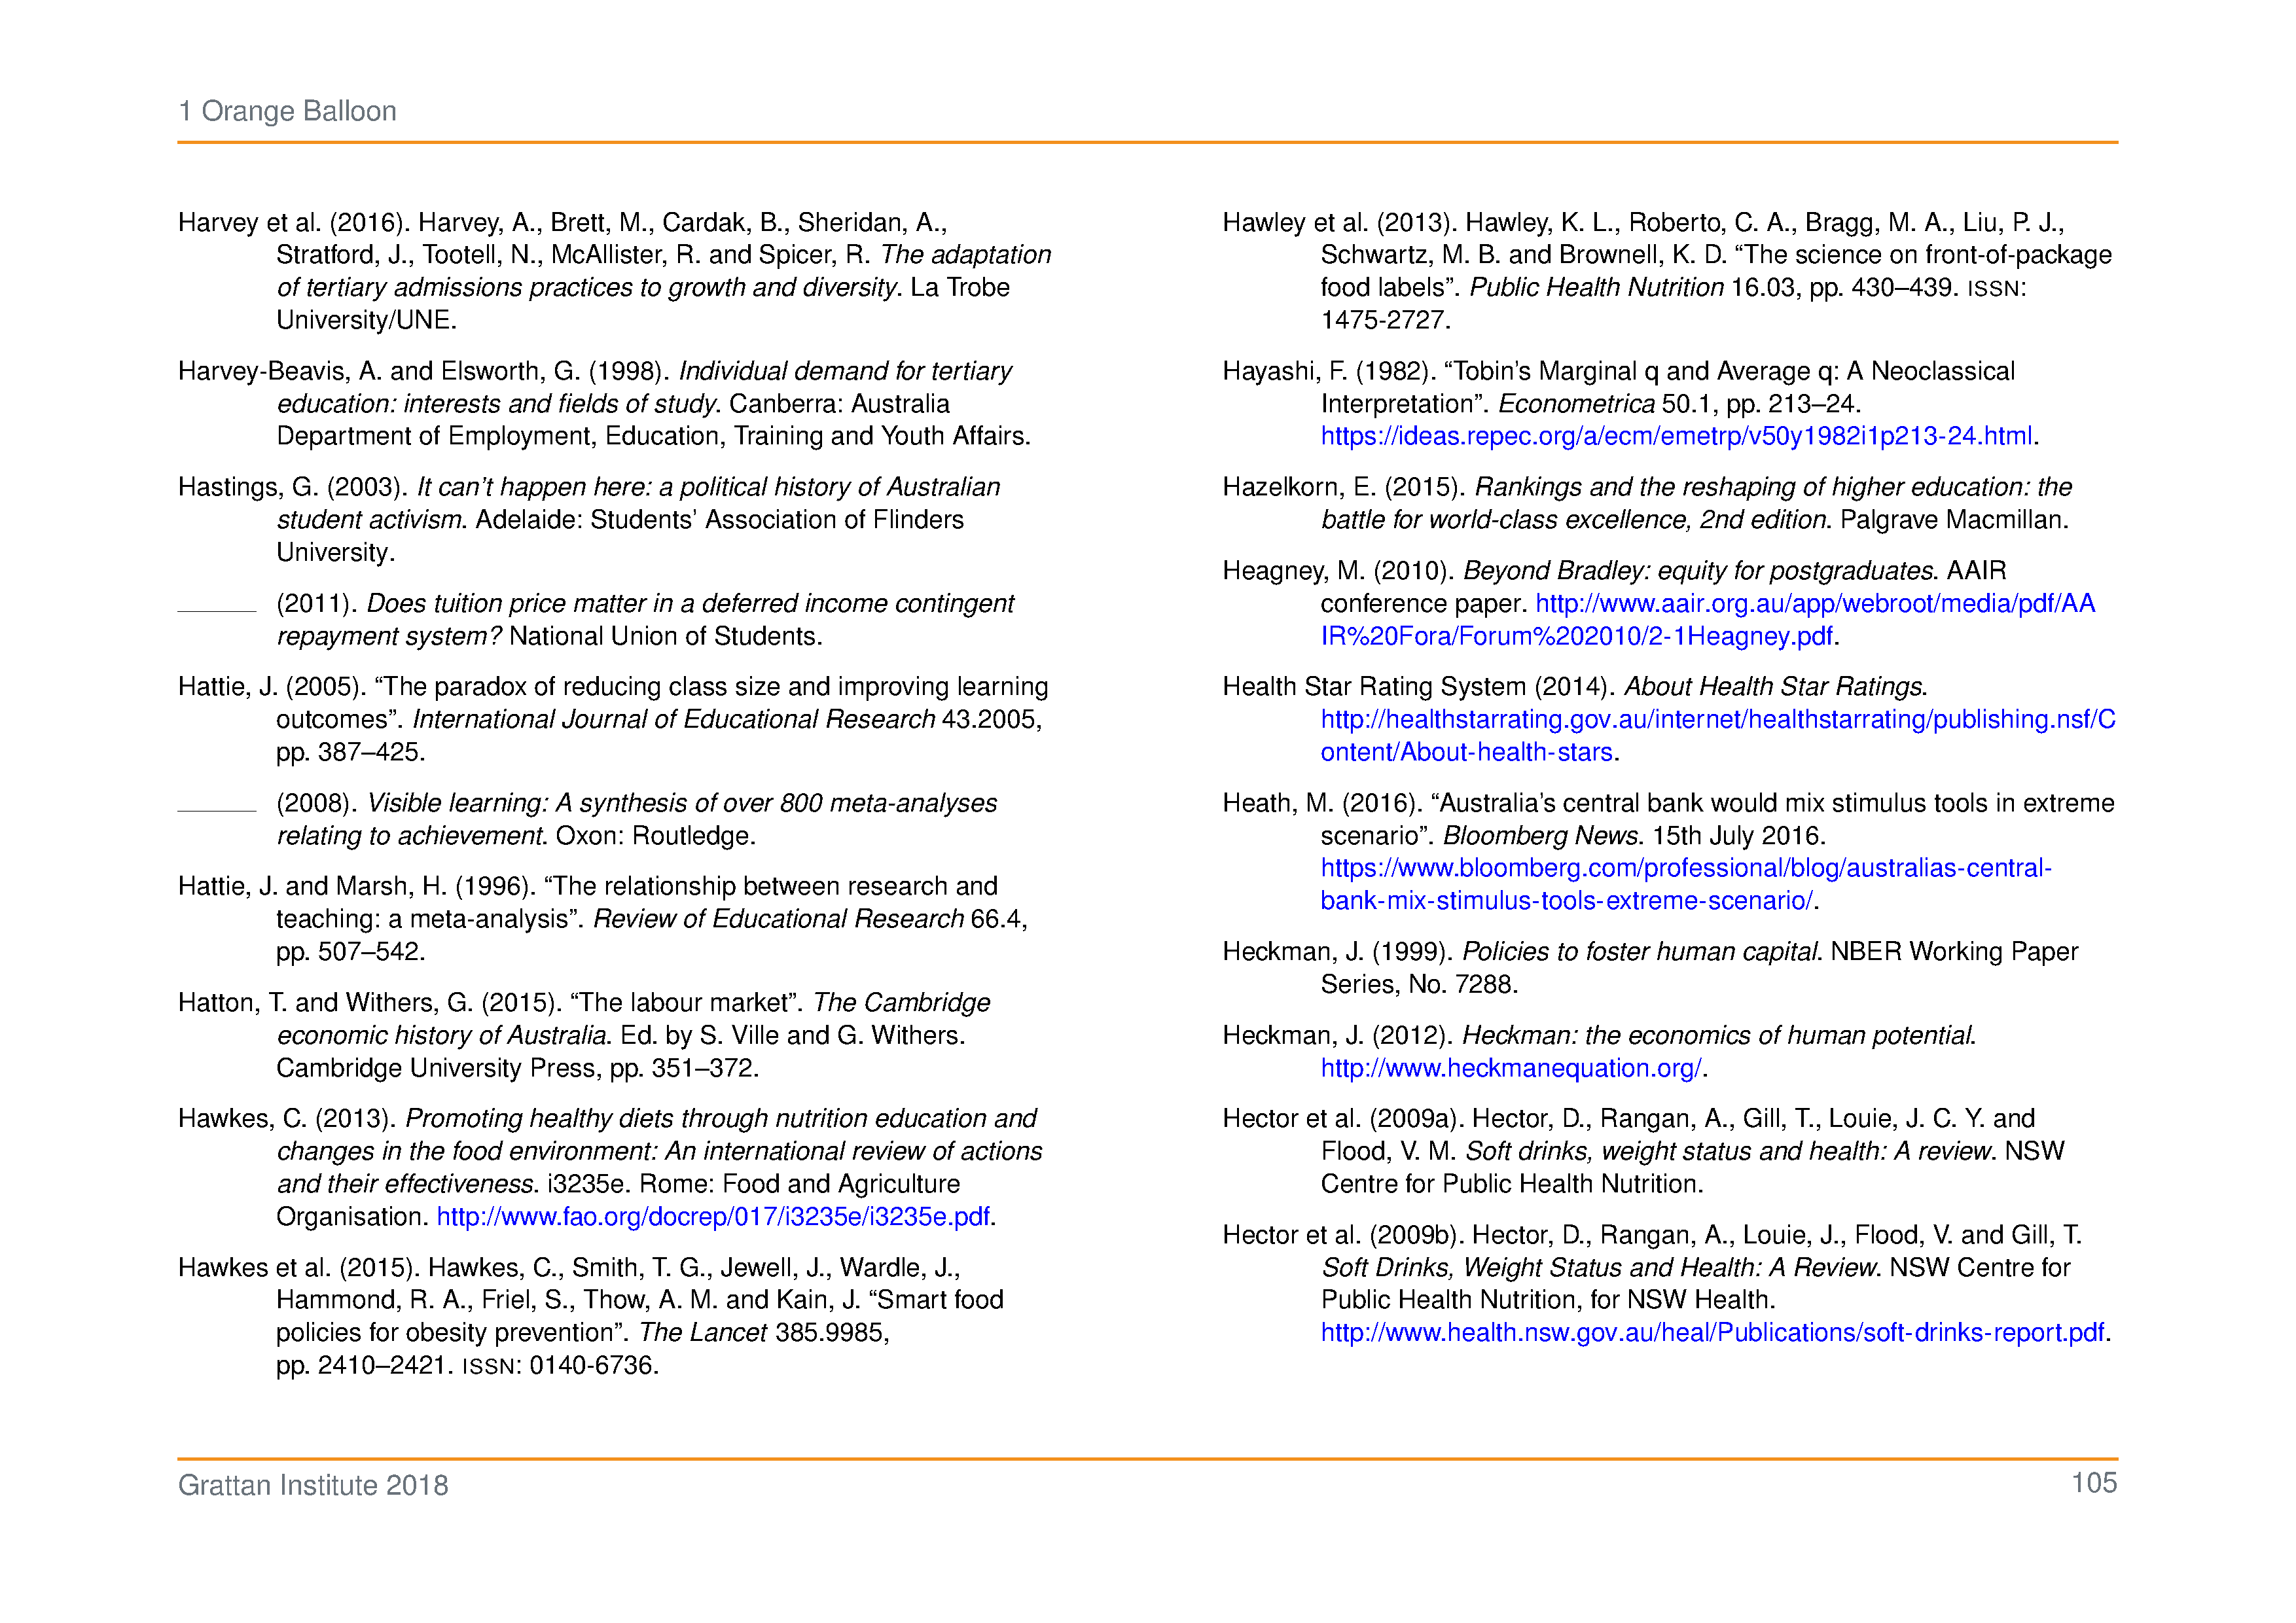 1 Orange Balloon
Harvey et al. (2016). Harvey, A., Brett, M., Cardak, B., Sheridan, A.,
Stratford, J., Tootell, N., McAllister, R. and Spicer, R. The adaptation
of tertiary admissions practices to growth and diversity. La Trobe
University/UNE.
Harvey-Beavis, A. and Elsworth, G. (1998). Individual demand for tertiary
education: interests and fields of study. Canberra: Australia
Department of Employment, Education, Training and Youth Affairs.
Hastings, G. (2003). It can't happen here: a political history of Australian
student activism. Adelaide: Students' Association of Flinders
University.
(2011). Does tuition price matter in a deferred income contingent
repayment system? National Union of Students.
Hattie, J. (2005). “The paradox of reducing class size and improving learning
outcomes”. International Journal of Educational Research 43.2005,
pp. 387–425.
(2008). Visible learning: A synthesis of over 800 meta-analyses
relating to achievement. Oxon: Routledge.
Hattie, J. and Marsh, H. (1996). “The relationship between research and
teaching: a meta-analysis”. Review of Educational Research 66.4,
pp. 507–542.
Hatton, T. and Withers, G. (2015). “The labour market”. The Cambridge
economic history of Australia. Ed. by S. Ville and G. Withers.
Cambridge University Press, pp. 351–372.
Hawkes, C. (2013). Promoting healthy diets through nutrition education and
changes in the food environment: An international review of actions
and their effectiveness. i3235e. Rome: Food and Agriculture
Organisation. http://www.fao.org/docrep/017/i3235e/i3235e.pdf.
Hawkes et al. (2015). Hawkes, C., Smith, T. G., Jewell, J., Wardle, J.,
Hammond, R. A., Friel, S., Thow, A. M. and Kain, J. “Smart food
policies for obesity prevention”. The Lancet 385.9985,
pp. 2410–2421. ISSN: 0140-6736.
Hawley et al. (2013). Hawley, K. L., Roberto, C. A., Bragg, M. A., Liu, P. J.,
Schwartz, M. B. and Brownell, K. D. “The science on front-of-package
food labels”. Public Health Nutrition 16.03, pp. 430–439. ISSN:
1475-2727.
Hayashi, F. (1982). “Tobin's Marginal q and Average q: A Neoclassical
Interpretation”. Econometrica 50.1, pp. 213–24.
https://ideas.repec.org/a/ecm/emetrp/v50y1982i1p213-24.html.
Hazelkorn, E. (2015). Rankings and the reshaping of higher education: the
battle for world-class excellence, 2nd edition. Palgrave Macmillan.
Heagney, M. (2010). Beyond Bradley: equity for postgraduates. AAIR
conference paper. http://www.aair.org.au/app/webroot/media/pdf/AA
IR%20Fora/Forum%202010/2-1Heagney.pdf.
Health Star Rating System (2014). About Health Star Ratings.
http://healthstarrating.gov.au/internet/healthstarrating/publishing.nsf/C
ontent/About-health-stars.
Heath, M. (2016). “Australia's central bank would mix stimulus tools in extreme
scenario”. Bloomberg News. 15th July 2016.
https://www.bloomberg.com/professional/blog/australias-central-
bank-mix-stimulus-tools-extreme-scenario/.
Heckman, J. (1999). Policies to foster human capital. NBER Working Paper
Series, No. 7288.
Heckman, J. (2012). Heckman: the economics of human potential.
http://www.heckmanequation.org/.
Hector et al. (2009a). Hector, D., Rangan, A., Gill, T., Louie, J. C. Y. and
Flood, V. M. Soft drinks, weight status and health: A review. NSW
Centre for Public Health Nutrition.
Hector et al. (2009b). Hector, D., Rangan, A., Louie, J., Flood, V. and Gill, T.
Soft Drinks, Weight Status and Health: A Review. NSW Centre for
Public Health Nutrition, for NSW Health.
http://www.health.nsw.gov.au/heal/Publications/soft-drinks-report.pdf.
Grattan Institute 2018
105